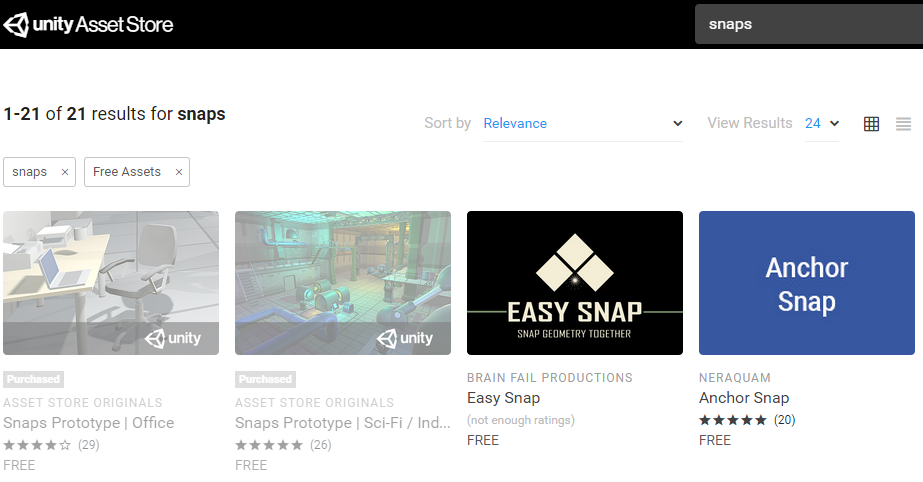 unity Asset Store
snaps
1-21 of 21 results for snaps
Sort by Relevance
View Results 24
snaps ×
Free Assets ×
unity
Purchased
ASSET STORE ORIGINALS
Snaps Prototype | Office
(29)
FREE
unity
Purchased
ASSET STORE ORIGINALS
Snaps Prototype | Sci-Fi / Ind...
(26)
FREE
EASY SNAP
SNAP GEOMETRY TOGETHER
BRAIN FAIL PRODUCTIONS
Easy Snap
(not enough ratings)
FREE
Anchor
Snap
NERAQUAM
Anchor Snap
(20)
FREE